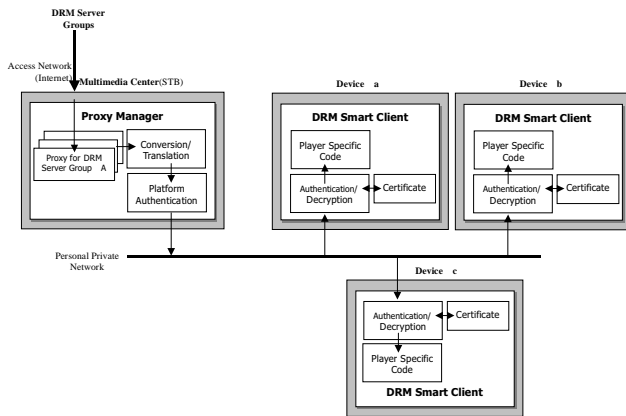 DRM Server
Groups
Access Network
(Internet)
Multimedia Center(STB)
Proxy Manager
Proxy for DRM
Server Group A
Conversion/
Translation
Platform
Authentication
Device a
DRM Smart Client
Player Specific
Code
Authentication/
Decryption
Certificate
Device b
DRM Smart Client
Player Specific
Code
Authentication/
Decryption
Certificate
Personal Private
Network
Device c
Authentication/
Decryption
Certificate
Player Specific
Code
DRM Smart Client